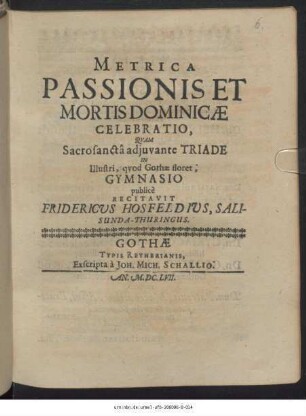 METRICA
PASSIONIS ET
MORTIS DOMINICÆ
CELEBRATIO,
QUAM
Sacrosanctâ adjuvante TRIADE
IN
Illustri, qvod Gothæ floret,
GYMNASIO
publicè
RECITAVIT
FRIDERICUS HOSFELDIUS, SALI-
SUNDA-THURINGUS.
GOTHÆ
TYPIS REYHERIANIS,
Exscripta à JOH. MICH. SCHALLIO.
AN. M. DC. LVII.